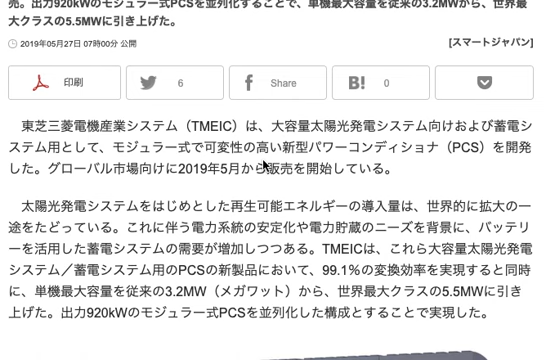 売。出力920kWのモジュラー式PCSを並列化することで、単機最大容量を従来の3.2MWから、世界最
大クラスの5.5MWに引き上げた。
2019年05月27日 07時00分 公開
[スマートジャパン]
印刷
6
Share
B! 0
東芝三菱電機産業システム（TMEIC）は、大容量太陽光発電システム向けおよび蓄電シ
ステム用として、モジュラー式で可変性の高い新型パワーコンディショナ（PCS）を開発
した。グローバル市場向けに2019年5月から販売を開始している。
太陽光発電システムをはじめとした再生可能エネルギーの導入量は、世界的に拡大の一
途をたどっている。これに伴う電力系統の安定化や電力貯蔵のニーズを背景に、バッテリ
ーを活用した蓄電システムの需要が増加しつつある。TMEICは、これら大容量太陽光発電
システム／蓄電システム用のPCSの新製品において、99.1％の変換効率を実現すると同時
に、単機最大容量を従来の3.2MW（メガワット）から、世界最大クラスの5.5MWに引き
上げた。出力920kWのモジュラー式PCSを並列化した構成とすることで実現した。